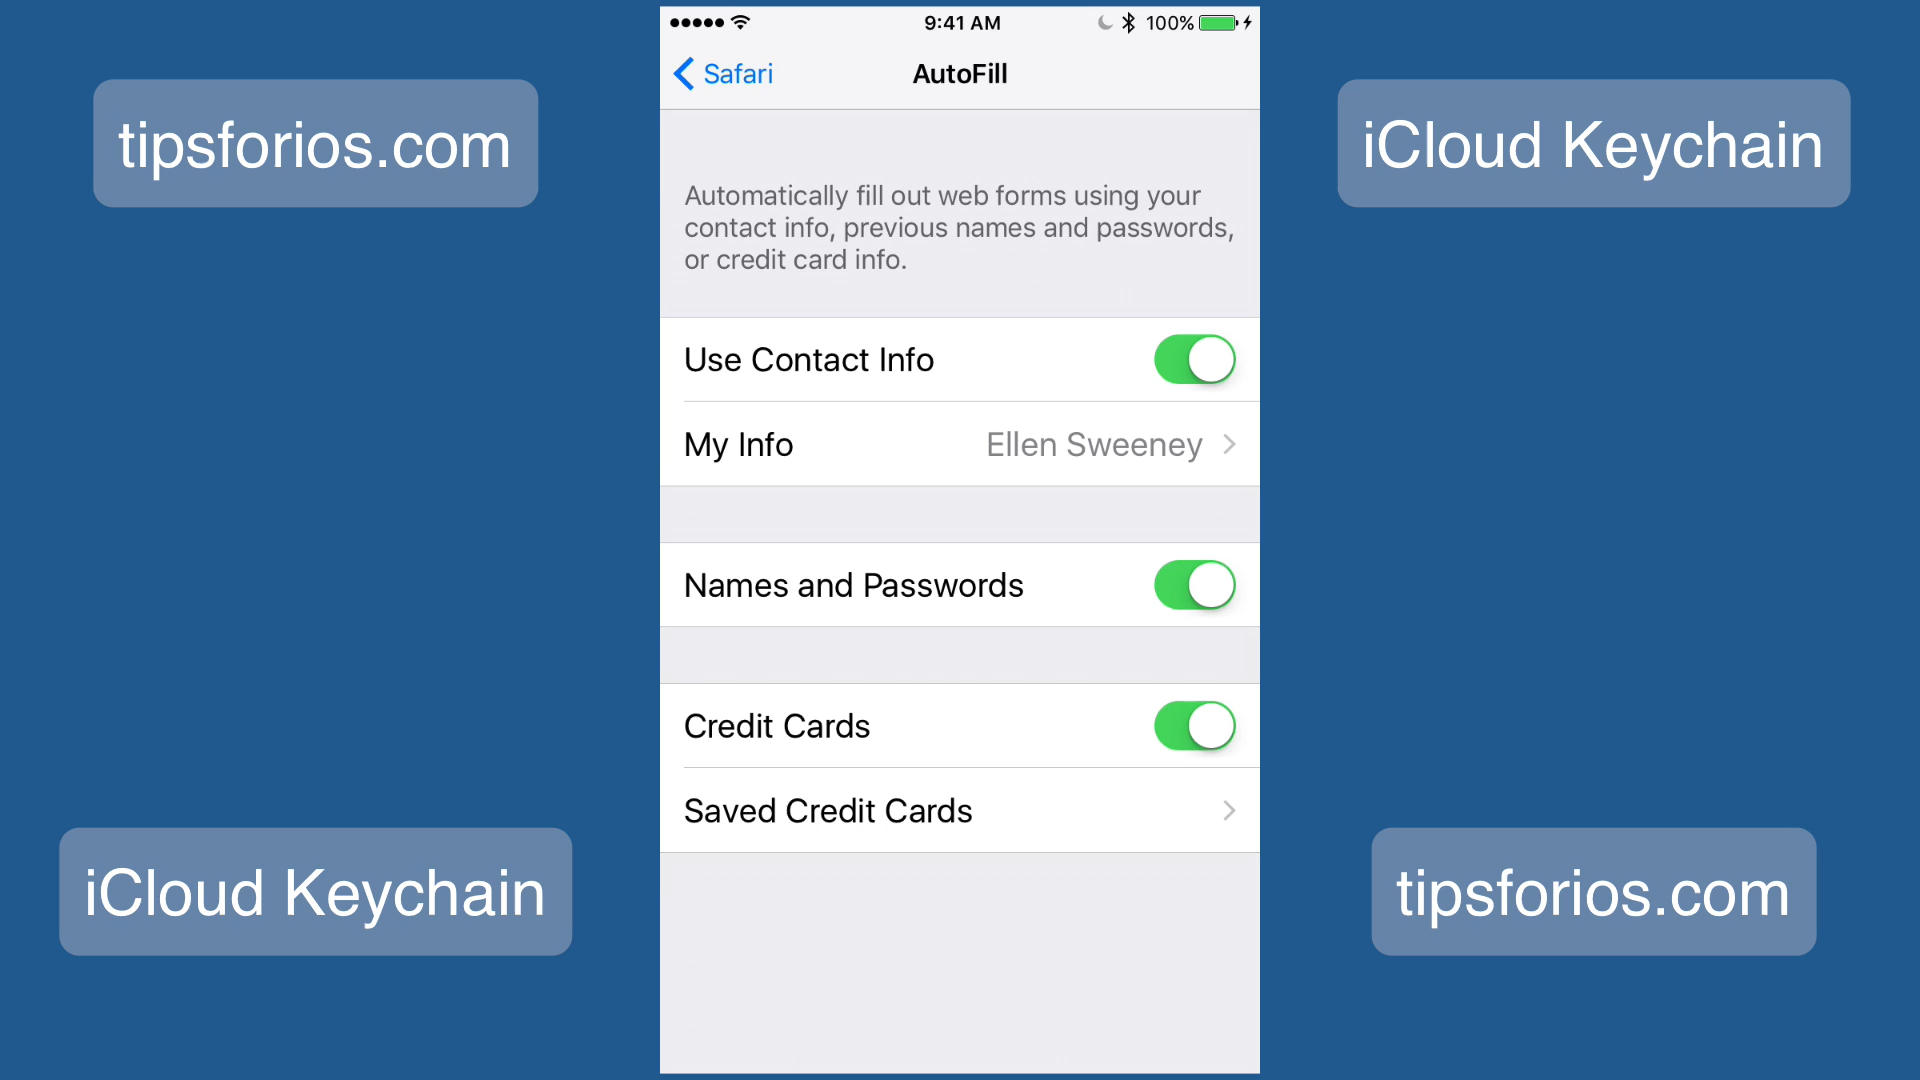 9:41 AM
100%
Safari
AutoFill
tipsforios.com
iCloud Keychain
Automatically fill out web forms using your
contact info, previous names and passwords,
or credit card info.
Use Contact Info
My Info Ellen Sweeney
Names and Passwords
Credit Cards
Saved Credit Cards
iCloud Keychain
tipsforios.com